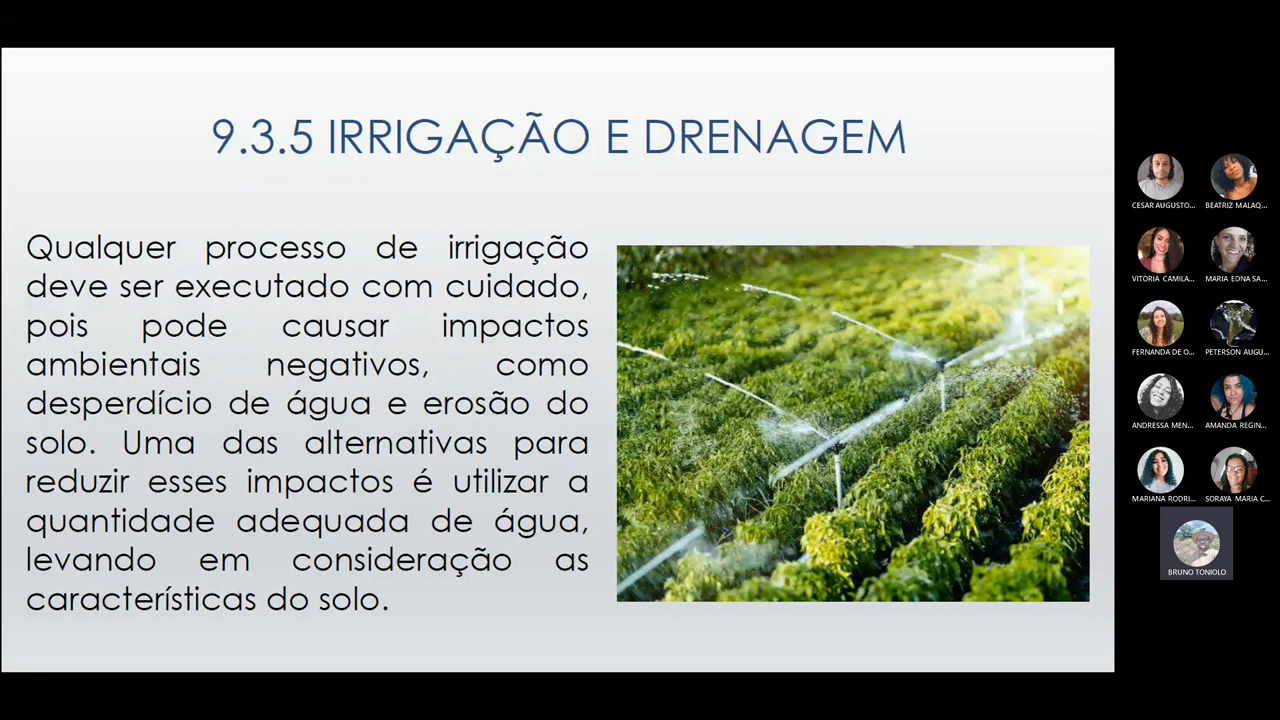 9.3.5 IRRIGAÇÃO E DRENAGEM
Qualquer processo de irrigação
deve ser executado com cuidado,
pois pode causar impactos
ambientais negativos, como
desperdício de água e erosão do
solo. Uma das alternativas para
reduzir esses impactos é utilizar a
quantidade adequada de água,
levando em consideração as
características do solo.
CESAR AUGUSTO...
BEATRIZ MALAQ...
VITORIA CAMILA...
MARIA EDNA SA...
FERNANDA DE O...
PETERSON AUGU...
ANDRESSA MEN...
AMANDA REGIN...
MARIANA RODRI...
SORAYA MARIA C...
BRUNO TONIOLO